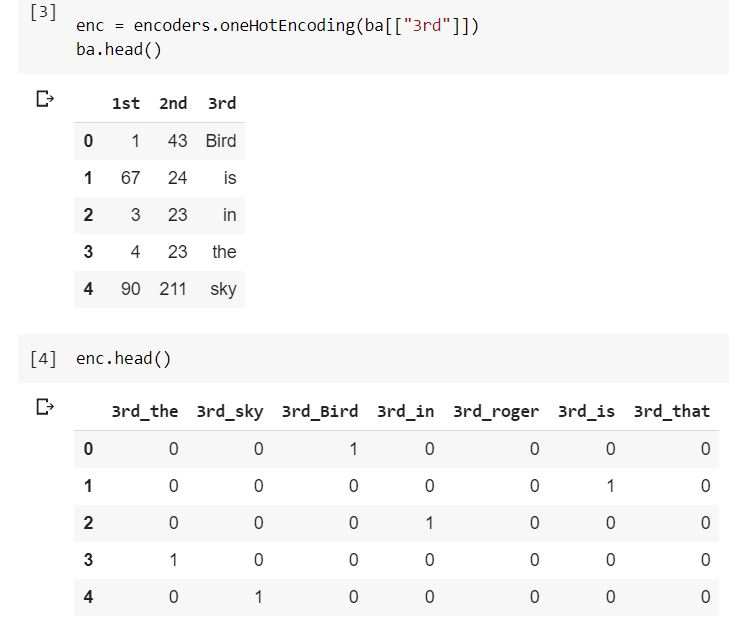 [3]
enc = encoders.oneHotEncoding(ba[["3rd"]])
ba.head()
1st 2nd 3rd
0 1 43 Bird
1 67 24 is
2 3 23 in
3 4 23 the
4 90 211 sky
[4] enc.head()
3rd_the 3rd_sky 3rd_Bird 3rd_in 3rd_roger 3rd_is 3rd_that
0 0 0 1 0 0 0 0
1 0 0 0 0 0 1 0
2 0 0 0 1 0 0 0
3 1 0 0 0 0 0 0
4 0 1 0 0 0 0 0